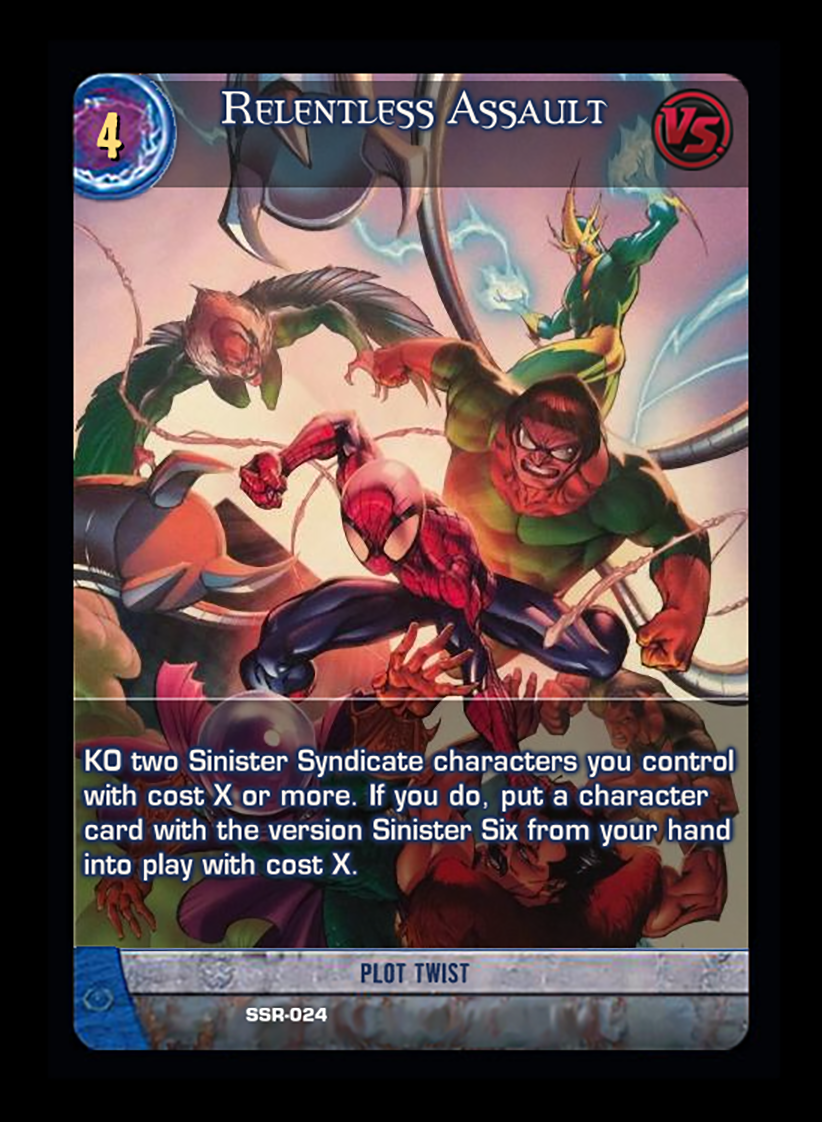 4
Relentless Assault
VS.
KO two Sinister Syndicate characters you control
with cost X or more. If you do, put a character
card with the version Sinister Six from your hand
into play with cost X.
PLOT TWIST
SSR-024